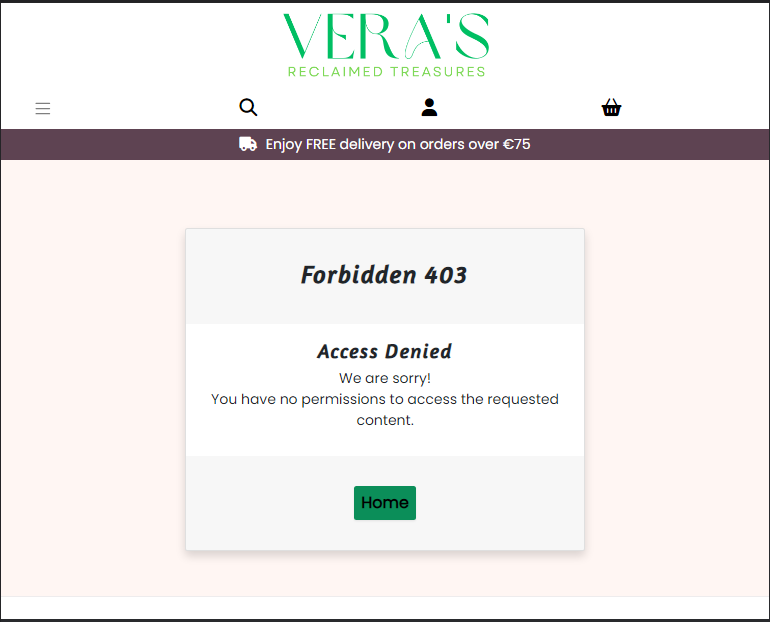 VERA'S
RECLAIMED TREASURES
Enjoy FREE delivery on orders over €75
Forbidden 403
Access Denied
We are sorry!
You have no permissions to access the requested
content.
Home